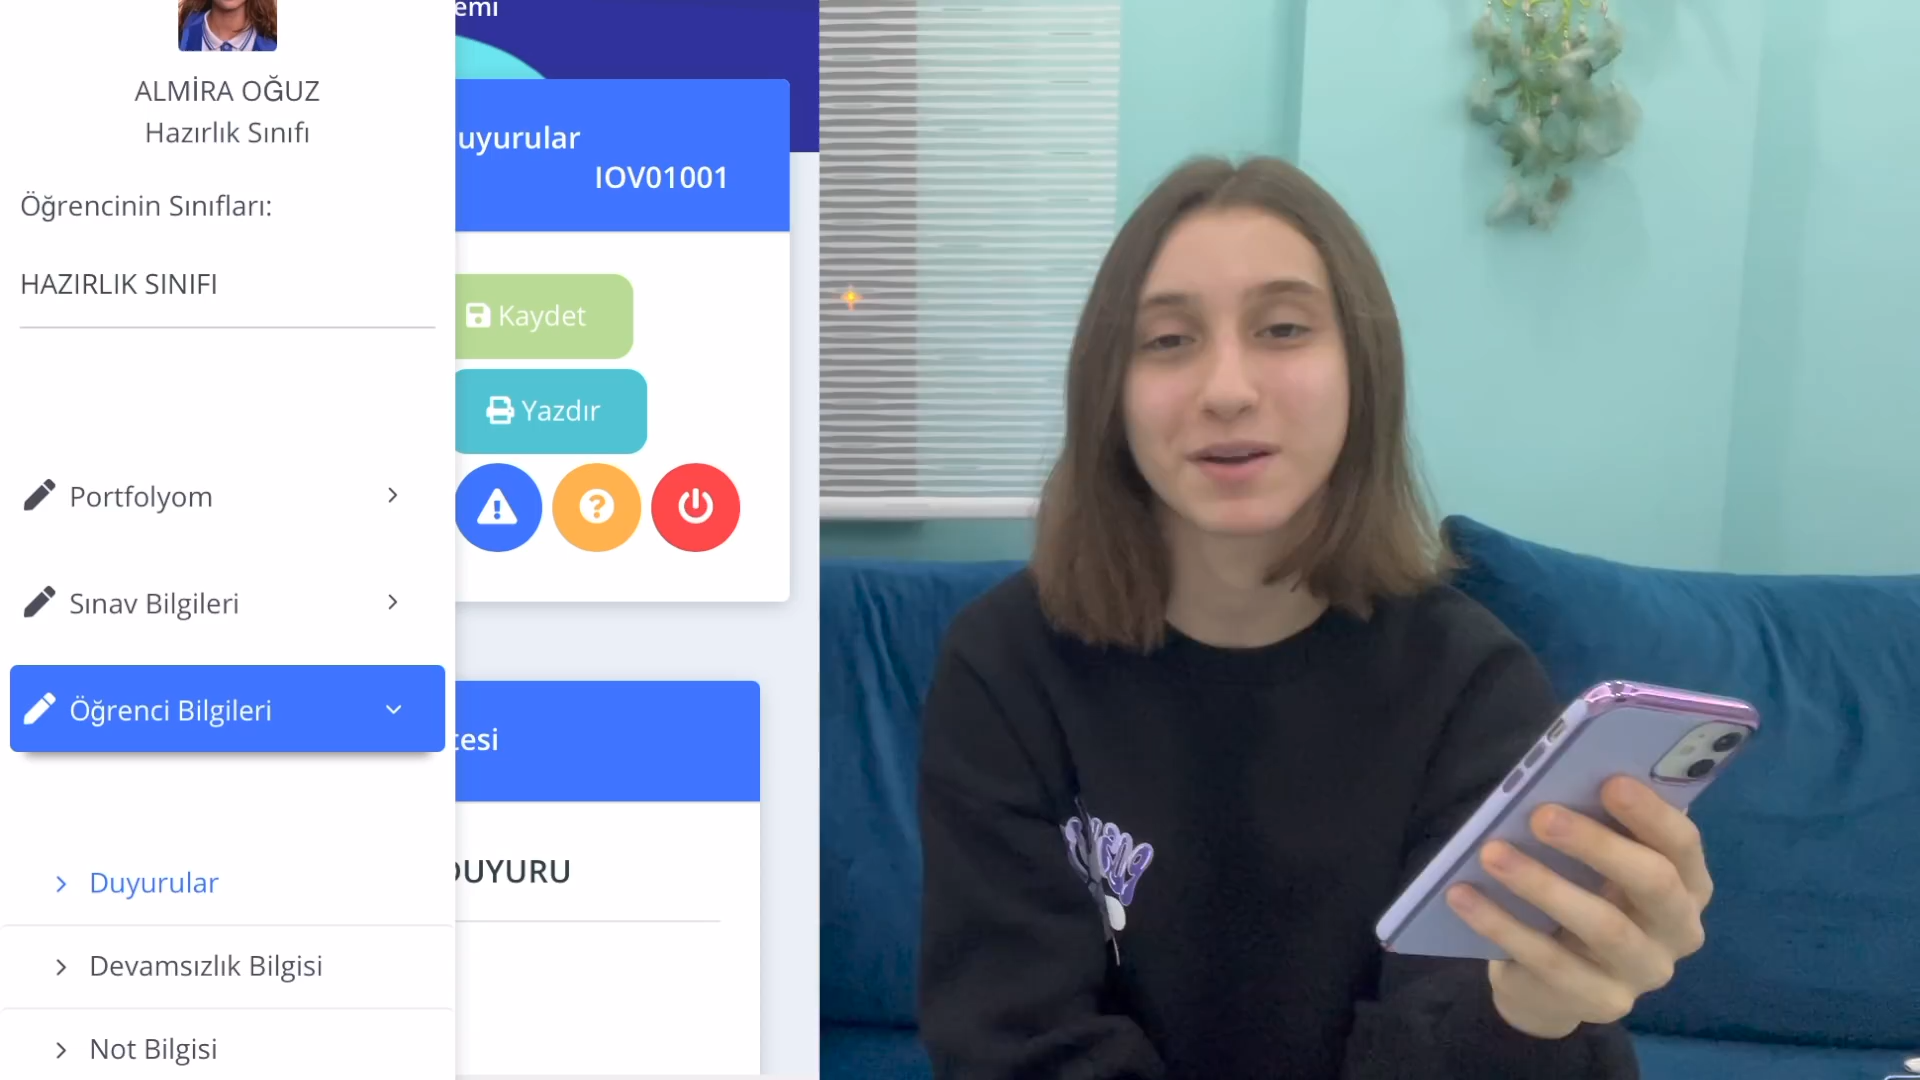 ALMİRA OĞUZ
Hazırlık Sınıfı
Öğrencinin Sınıfları:
HAZIRLIK SINIFI
Portfolyom
Sınav Bilgileri
Öğrenci Bilgileri
Duyurular
Devamsızlık Bilgisi
Not Bilgisi
emi
uyurular
IOV01001
Kaydet
Yazdır
tesi
DUYURU